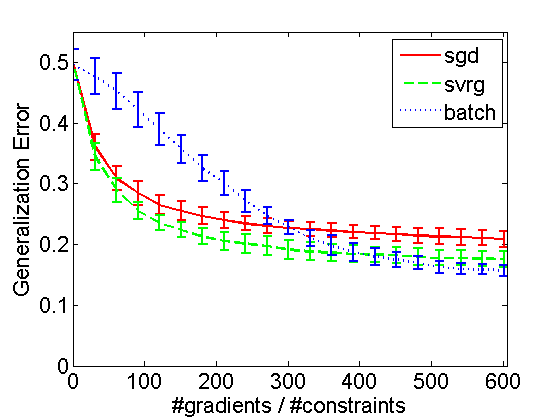 Generalization Error
0.5
0.4
0.3
0.2
0.1
0
0 100 200 300 400 500 600
#gradients / #constraints
sgd
svrg
batch